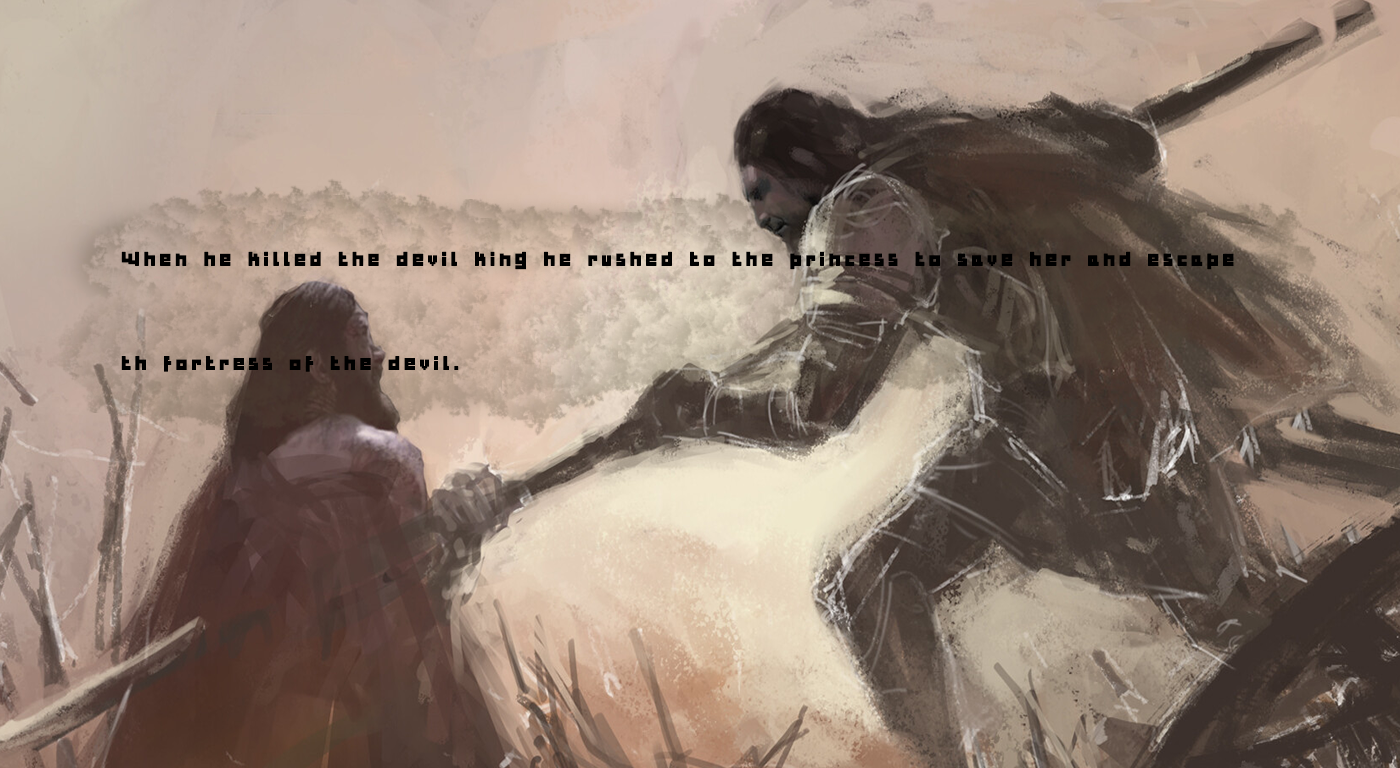 When he killed the devil king he rushed to the princess to save her and escape
th fortress of the devil.